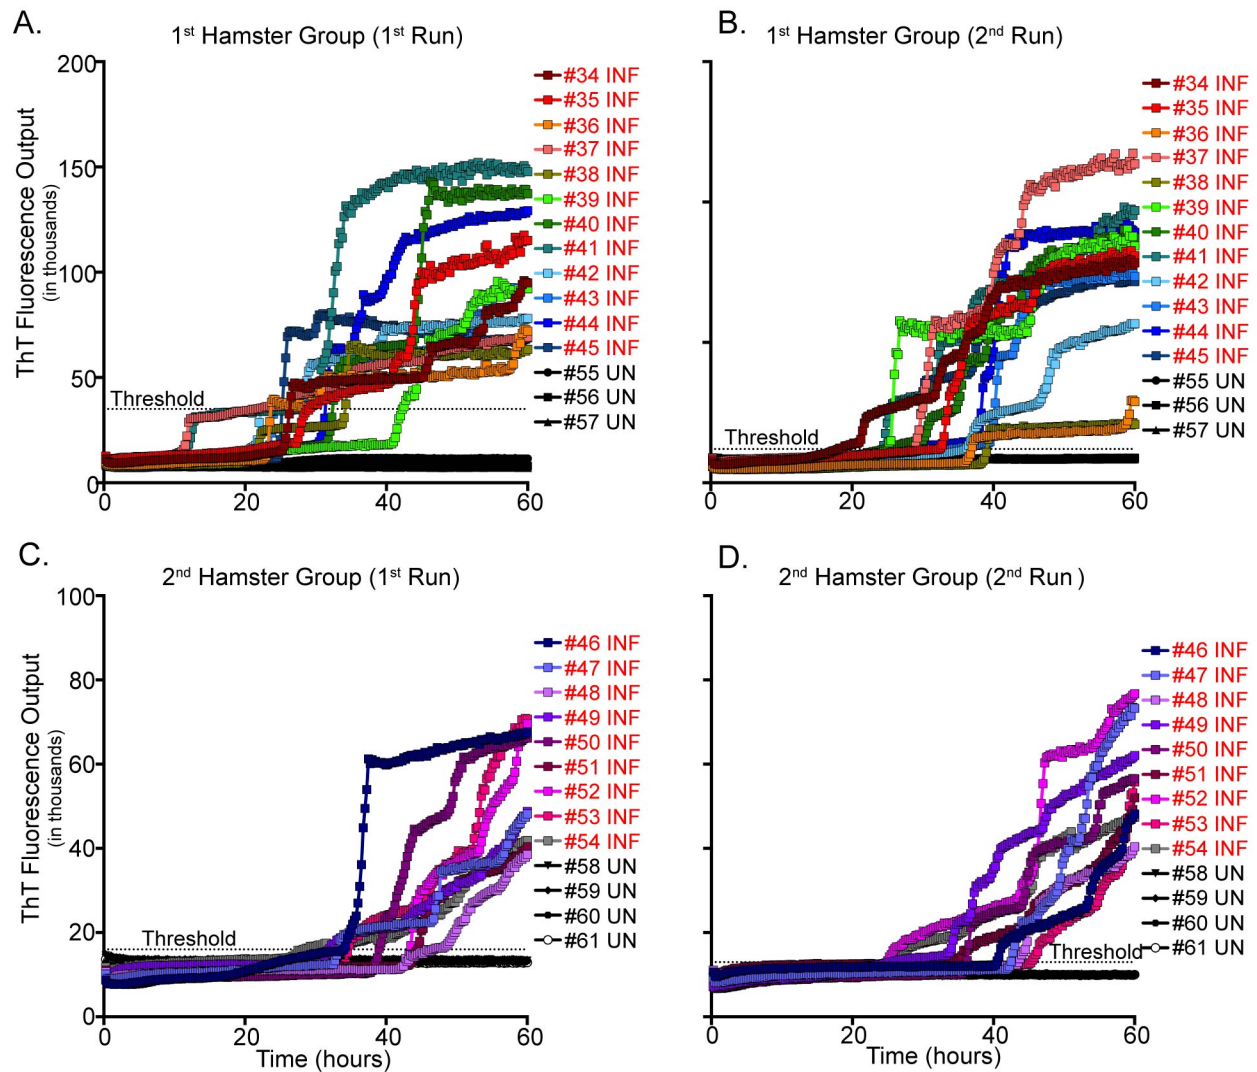 A.
1st Hamster Group (1st Run)
ThT Fluorescence Output
(in thousands)
200
150
100
50
0
Threshold
0
20
40
60
#34 INF
#35 INF
#36 INF
#37 INF
#38 INF
#39 INF
#40 INF
#41 INF
#42 INF
#43 INF
#44 INF
#45 INF
#55 UN
#56 UN
#57 UN
B.
1st Hamster Group (2nd Run)
Threshold
0
20
40
60
#34 INF
#35 INF
#36 INF
#37 INF
#38 INF
#39 INF
#40 INF
#41 INF
#42 INF
#43 INF
#44 INF
#45 INF
#55 UN
#56 UN
#57 UN
C.
2nd Hamster Group (1st Run)
ThT Fluorescence Output
(in thousands)
100
80
60
40
20
0
Threshold
0
20
40
60
Time (hours)
#46 INF
#47 INF
#48 INF
#49 INF
#50 INF
#51 INF
#52 INF
#53 INF
#54 INF
#58 UN
#59 UN
#60 UN
#61 UN
D.
2nd Hamster Group (2nd Run )
Threshold
0
20
40
60
Time (hours)
#46 INF
#47 INF
#48 INF
#49 INF
#50 INF
#51 INF
#52 INF
#53 INF
#54 INF
#58 UN
#59 UN
#60 UN
#61 UN